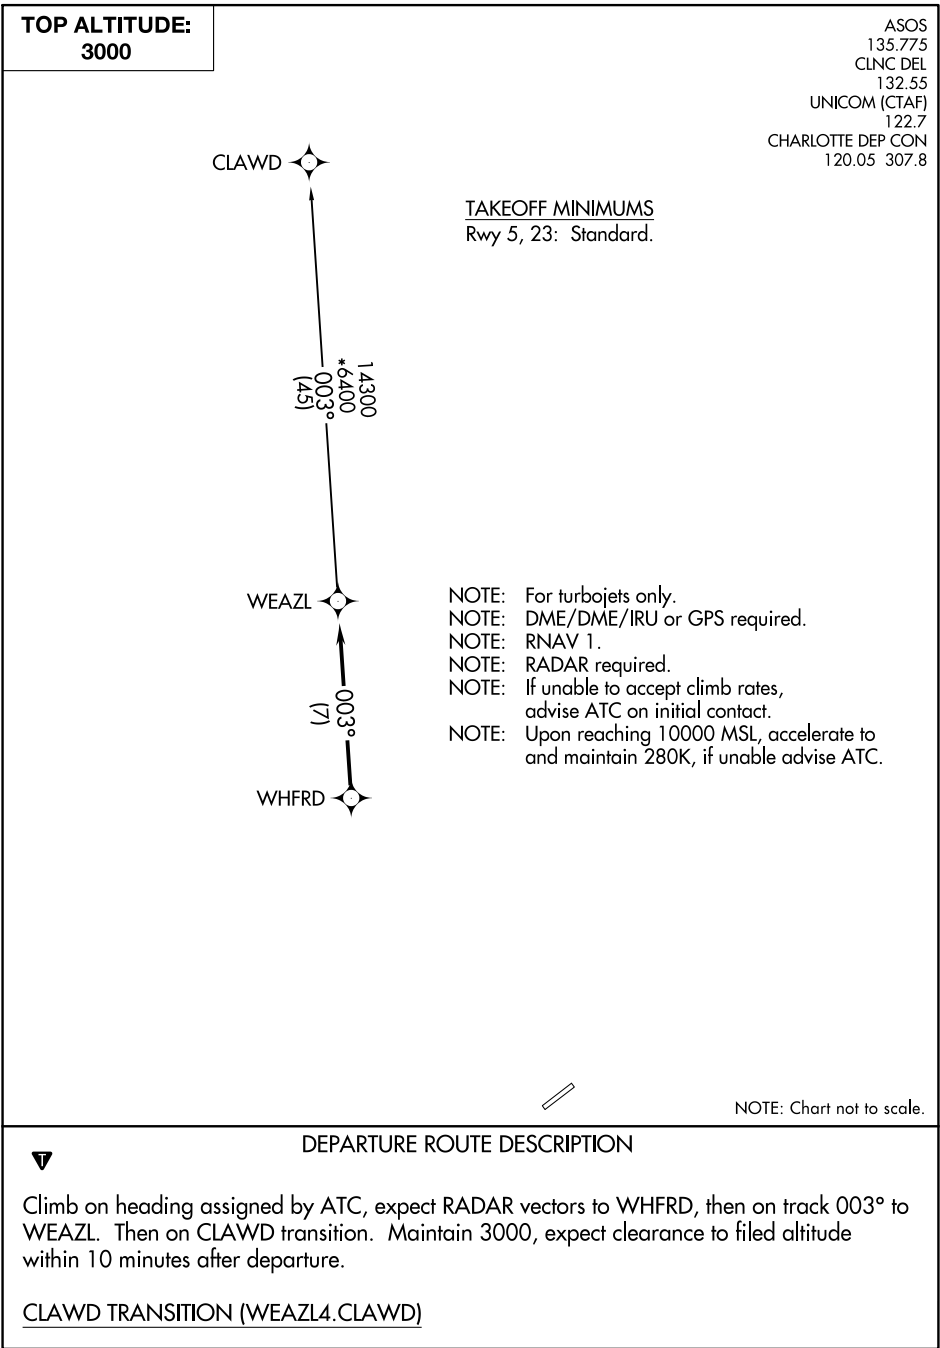 TOP ALTITUDE:
3000
ASOS
135.775
CLNC DEL
132.55
UNICOM (CTAF)
122.7
CHARLOTTE DEP CON
120.05 307.8
CLAWD
TAKEOFF MINIMUMS
Rwy 5, 23: Standard.
14300
*6400
003°
(45)
WEAZL
NOTE: For turbojets only.
NOTE: DME/DME/IRU or GPS required.
NOTE: RNAV 1.
NOTE: RADAR required.
NOTE: If unable to accept climb rates,
advise ATC on initial contact.
NOTE: Upon reaching 10000 MSL, accelerate to
and maintain 280K, if unable advise ATC.
003°
(7)
WHFRD
NOTE: Chart not to scale.
DEPARTURE ROUTE DESCRIPTION
T
Climb on heading assigned by ATC, expect RADAR vectors to WHFRD, then on track 003° to
WEAZL. Then on CLAWD transition. Maintain 3000, expect clearance to filed altitude
within 10 minutes after departure.
CLAWD TRANSITION (WEAZL4.CLAWD)